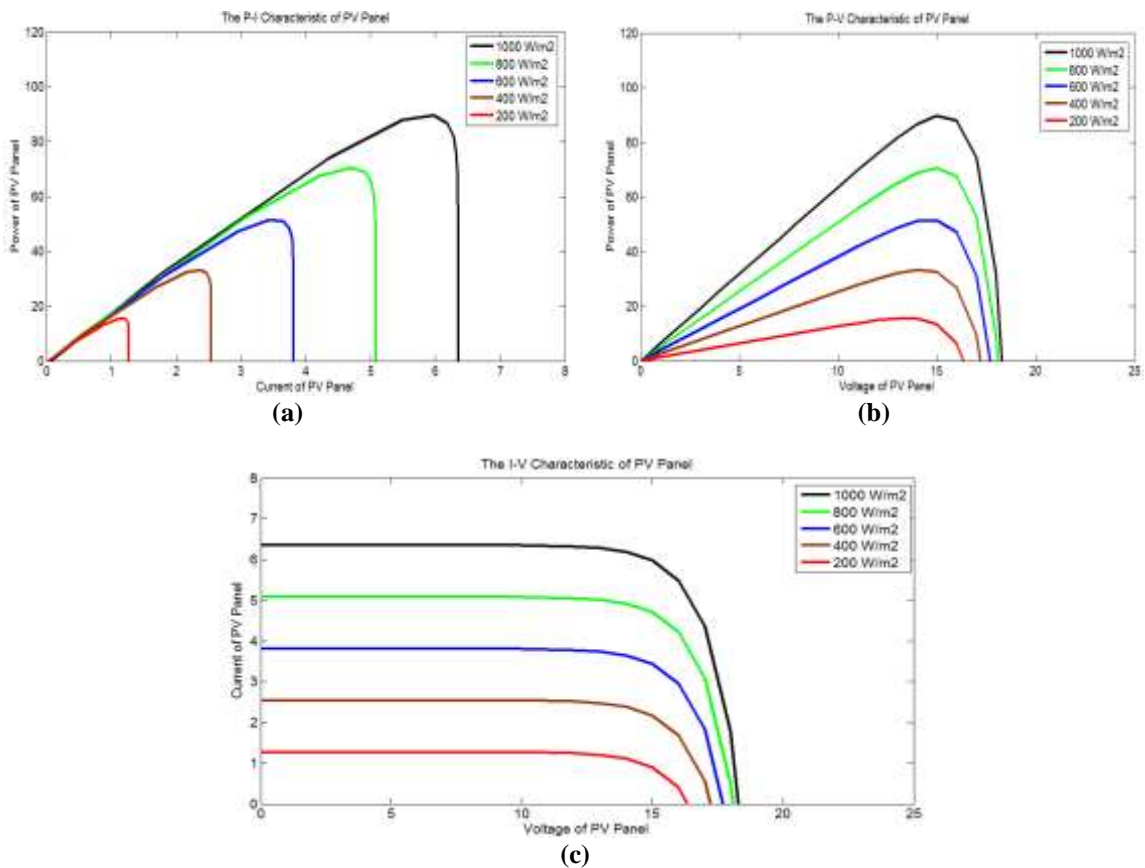 The P-I Characteristic of PV Panel
120
100
80
60
40
20
0
Power of PV Panel
1000 W/m2
800 W/m2
600 W/m2
400 W/m2
200 W/m2
0 1 2 3 4 5 6 7 8
Current of PV Panel
(a)
The P-V Characteristic of PV Panel
120
100
80
60
40
20
0
Power of PV Panel
1000 W/m2
800 W/m2
600 W/m2
400 W/m2
200 W/m2
0 5 10 15 20 25
Voltage of PV Panel
(b)
The I-V Characteristic of PV Panel
8
7
6
5
4
3
2
1
0
Current of PV Panel
1000 W/m2
800 W/m2
600 W/m2
400 W/m2
200 W/m2
0 5 10 15 20 25
Voltage of PV Panel
(c)